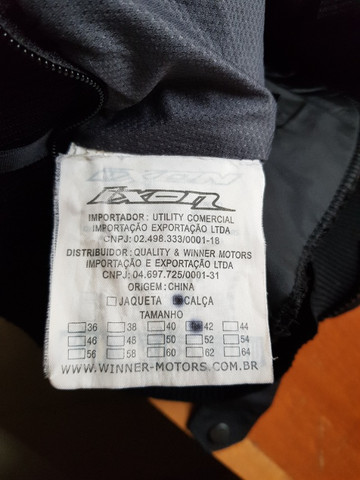 IXON
IMPORTADOR: UTILITY COMERCIAL
IMPORTAÇÃO EXPORTAÇÃO LTDA
CNPJ: 02.498.333/0001-18
DISTRIBUIDOR: QUALITY & WINNER MOTORS
IMPORTAÇÃO E EXPORTAÇÃO LTDA
CNPJ: 04.697.725/0001-31
ORIGEM: CHINA
JAQUETA CALÇA
TAMANHO
36 38 40 42 44
46 48 50 52 54
56 58 60 62 64
WWW.WINNER-MOTORS.COM.BR